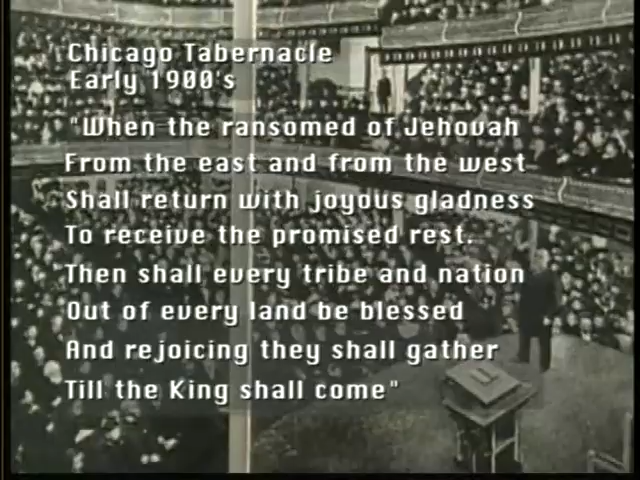 Chicago Tabernacle
Early 1900's
"When the ransomed of Jehovah
From the east and from the west
Shall return with joyous gladness
To receive the promised rest.
Then shall every tribe and nation
Out of every land be blessed
And rejoicing they shall gather
Till the King shall come"